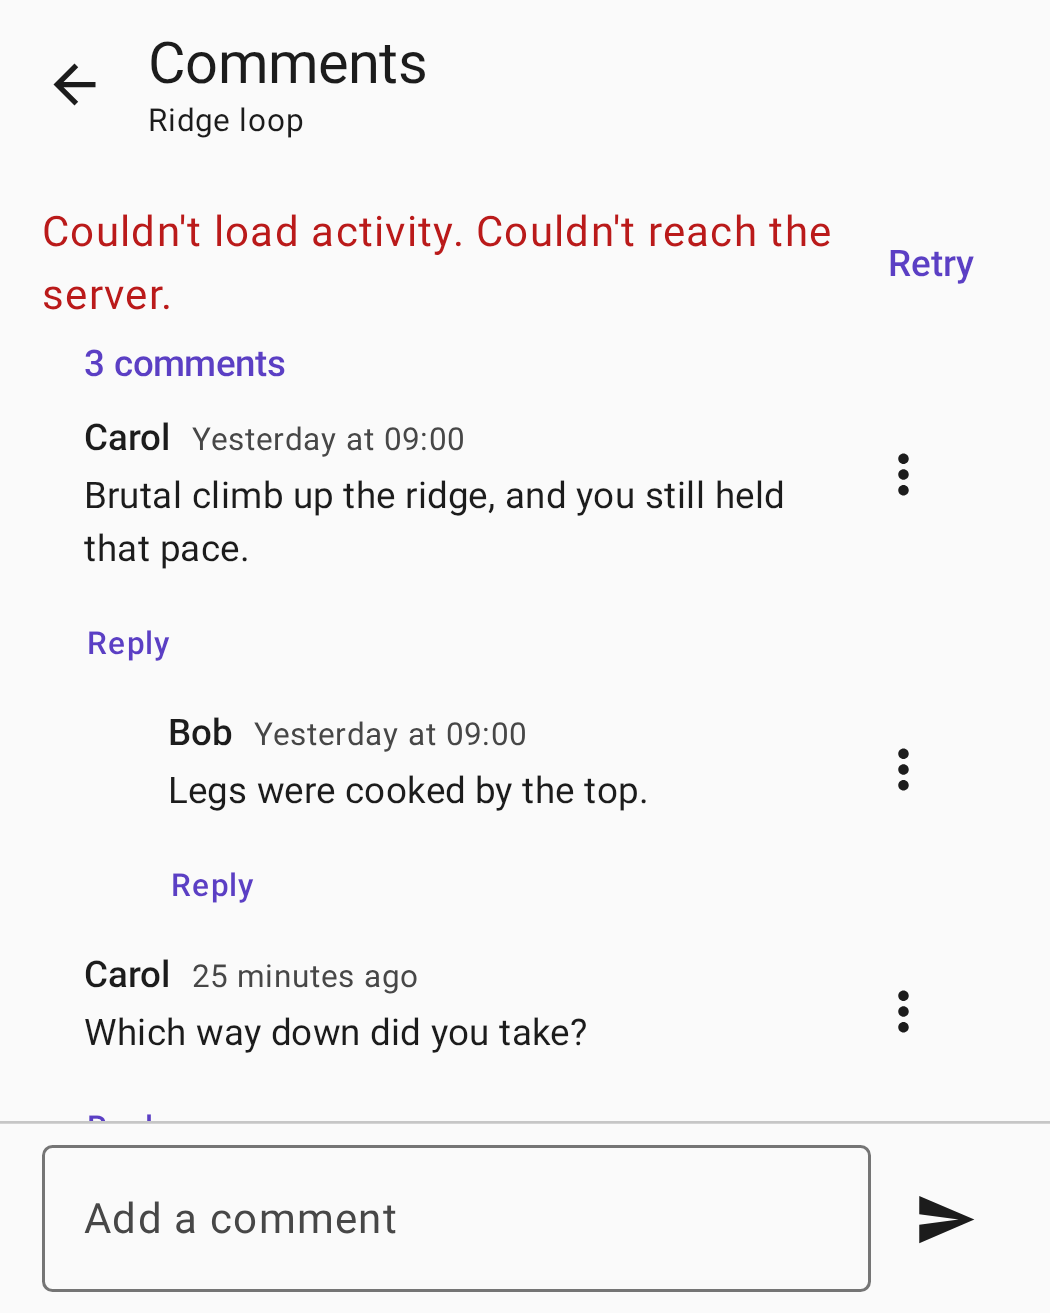 Comments
Ridge loop
Couldn't load activity. Couldn't reach the
server.
Retry
3 comments
Carol Yesterday at 09:00
Brutal climb up the ridge, and you still held
that pace.
Reply
Bob Yesterday at 09:00
Legs were cooked by the top.
Reply
Carol 25 minutes ago
Which way down did you take?
Add a comment